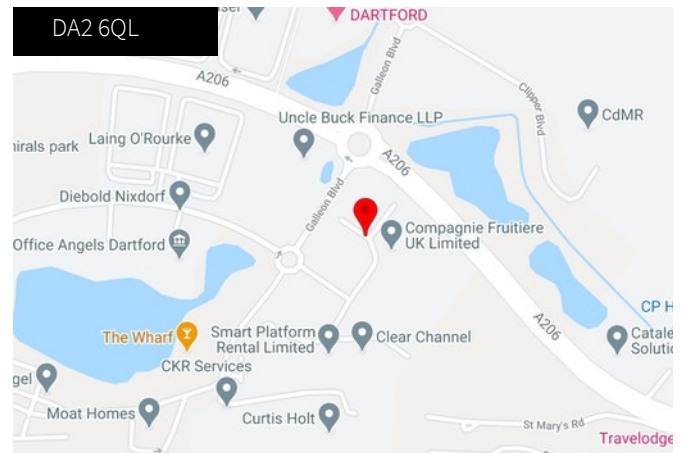 DA2 6QL
DARTFORD
A206
Galleon Blvd
Clipper Blvd
CdMR
Uncle Buck Finance LLP
Laing O'Rourke
nirals park
A206
Diebold Nixdorf
Galleon Blvd
Compagnie Fruitiere
UK Limited
Office Angels Dartford
CP H
A206
The Wharf
Smart Platform
Rental Limited
Clear Channel
Catale
Solutio
CKR Services
gel
Moat Homes
Curtis Holt
St Mary's Rd
Travelodge